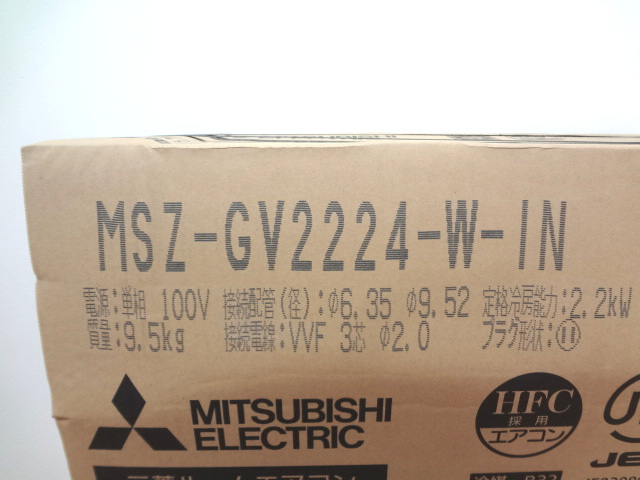 MSZ-GV2224-W-IN
電源:単相 100V 接続配管(径):φ6.35 φ9.52 定格冷房能力:2.2kW
質量:9.5kg 接続電線:VVF 3芯 φ2.0 プラグ形状:
MITSUBISHI
ELECTRIC
HFC
採用
エアコン